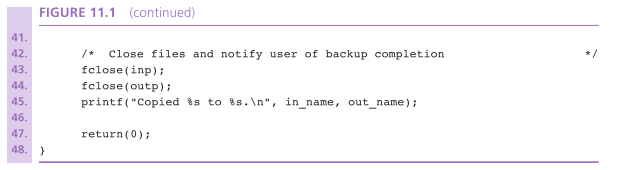 FIGURE 11.1 (continued)
41.
42. /* Close files and notify user of backup completion */
43. fclose(inp);
44. fclose(outp);
45. printf("Copied %s to %s.\n", in_name, out_name);
46.
47. return(0);
48. }